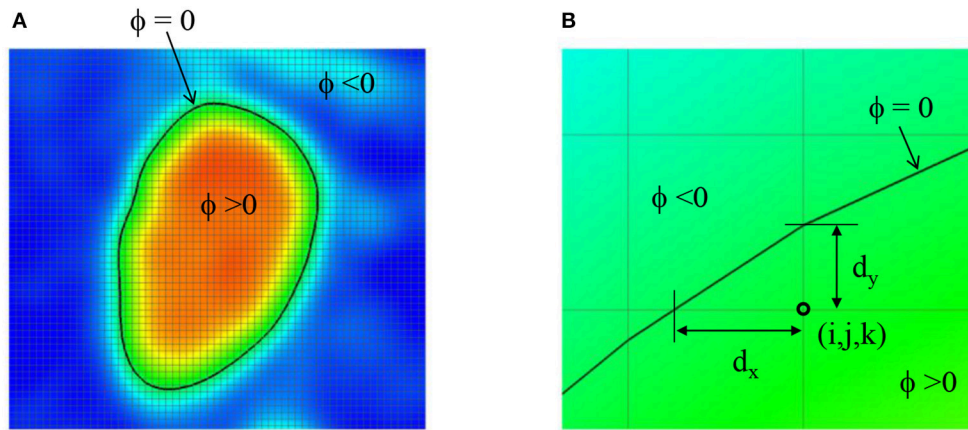 A
ϕ = 0
ϕ <0
ϕ >0
B
ϕ = 0
ϕ <0
d_y
(i,j,k)
d_x
ϕ >0